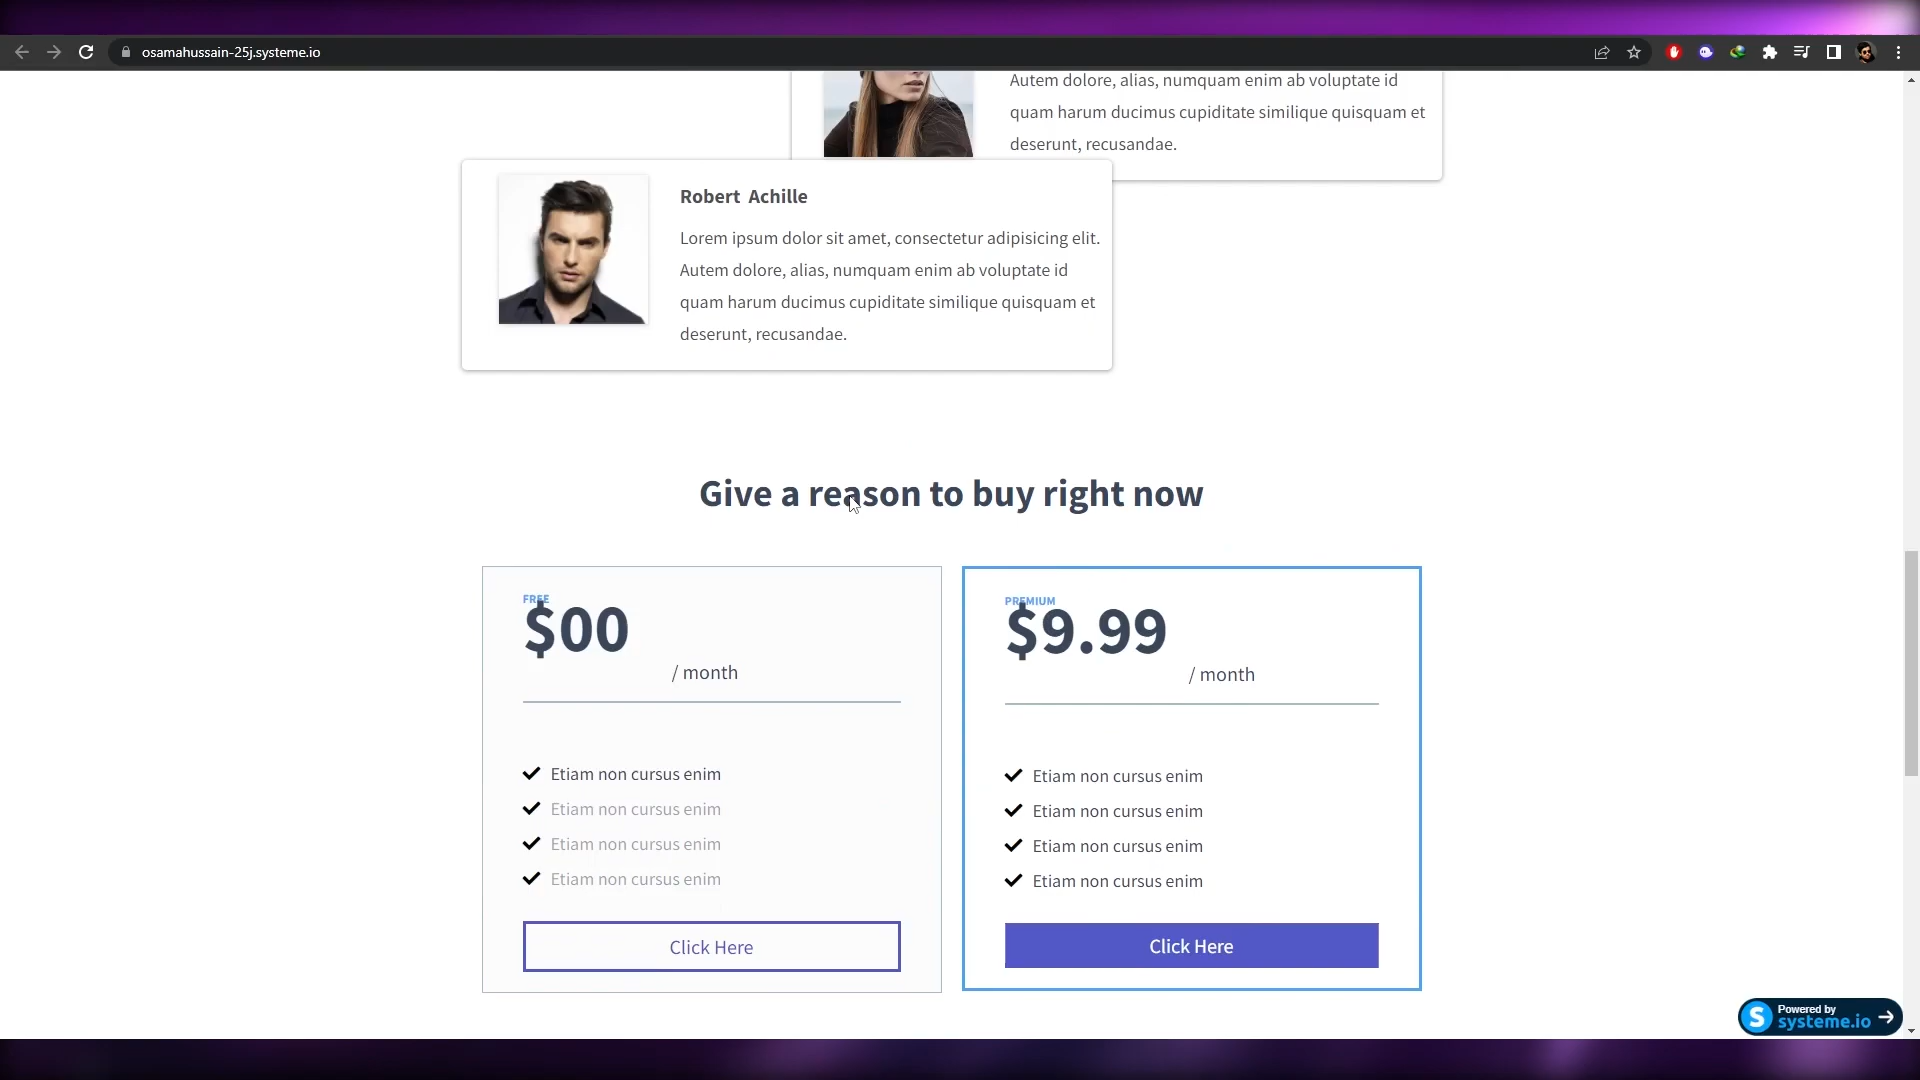 osamahussain-25j.systeme.io
Autem dolore, alias, numquam enim ab voluptate id
quam harum ducimus cupiditate similique quisquam et
deserunt, recusandae.
Robert Achille
Lorem ipsum dolor sit amet, consectetur adipisicing elit.
Autem dolore, alias, numquam enim ab voluptate id
quam harum ducimus cupiditate similique quisquam et
deserunt, recusandae.
Give a reason to buy right now
FREE
$00
/ month
Etiam non cursus enim
Etiam non cursus enim
Etiam non cursus enim
Etiam non cursus enim
Click Here
PREMIUM
$9.99
/ month
Etiam non cursus enim
Etiam non cursus enim
Etiam non cursus enim
Etiam non cursus enim
Click Here
Powered by
systeme.io